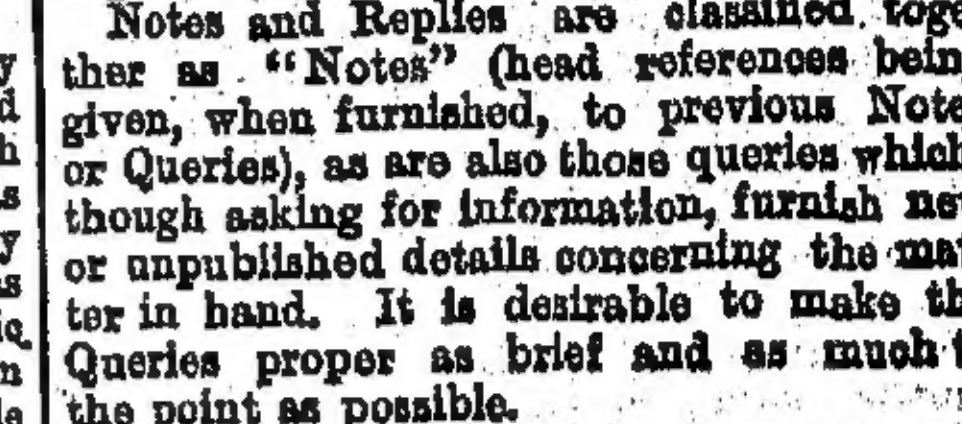 Notes and Replies are classified toge
ther as "Notes" (head references bein
given, when furnished, to previous Note
or Queries), as are also those queries which
though asking for information, furnish ne
or unpublished details concerning the mat
ter in hand. It is desirable to make th
Queries proper as brief and as much t
the point as possible.